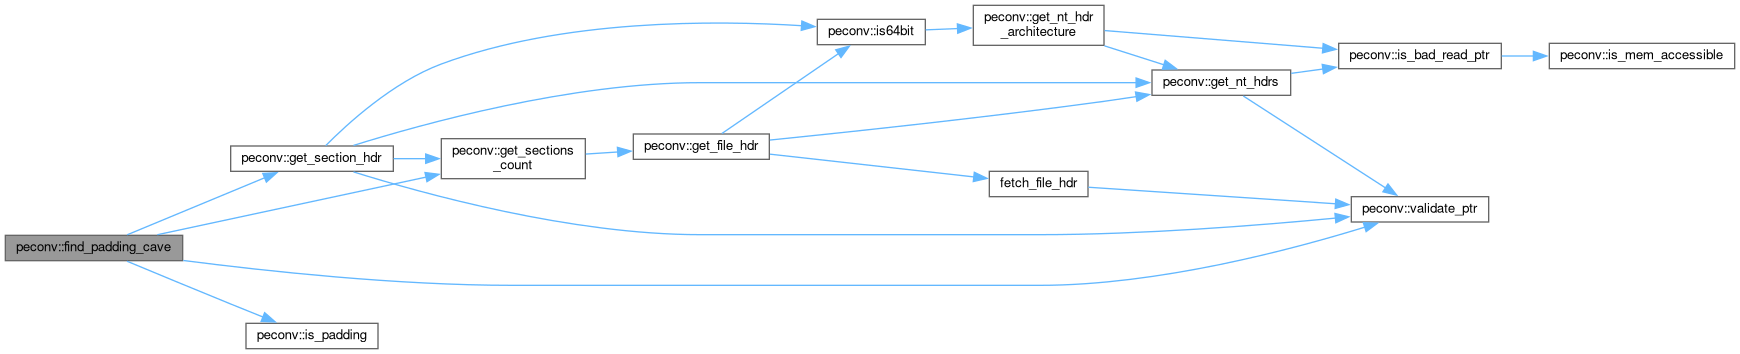 peconv::get_nt_hdr
_architecture
peconv::is64bit
peconv::is_bad_read_ptr
peconv::is_mem_accessible
peconv::get_nt_hdrs
peconv::get_section_hdr
peconv::get_sections
_count
peconv::get_file_hdr
fetch_file_hdr
peconv::validate_ptr
peconv::find_padding_cave
peconv::is_padding